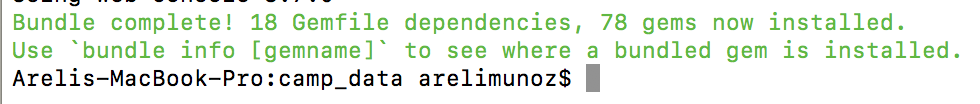 Bundle complete! 18 Gemfile dependencies, 78 gems now installed.
Use `bundle info [gemname]` to see where a bundled gem is installed.
Arelis-MacBook-Pro:camp_data arelimunoz$